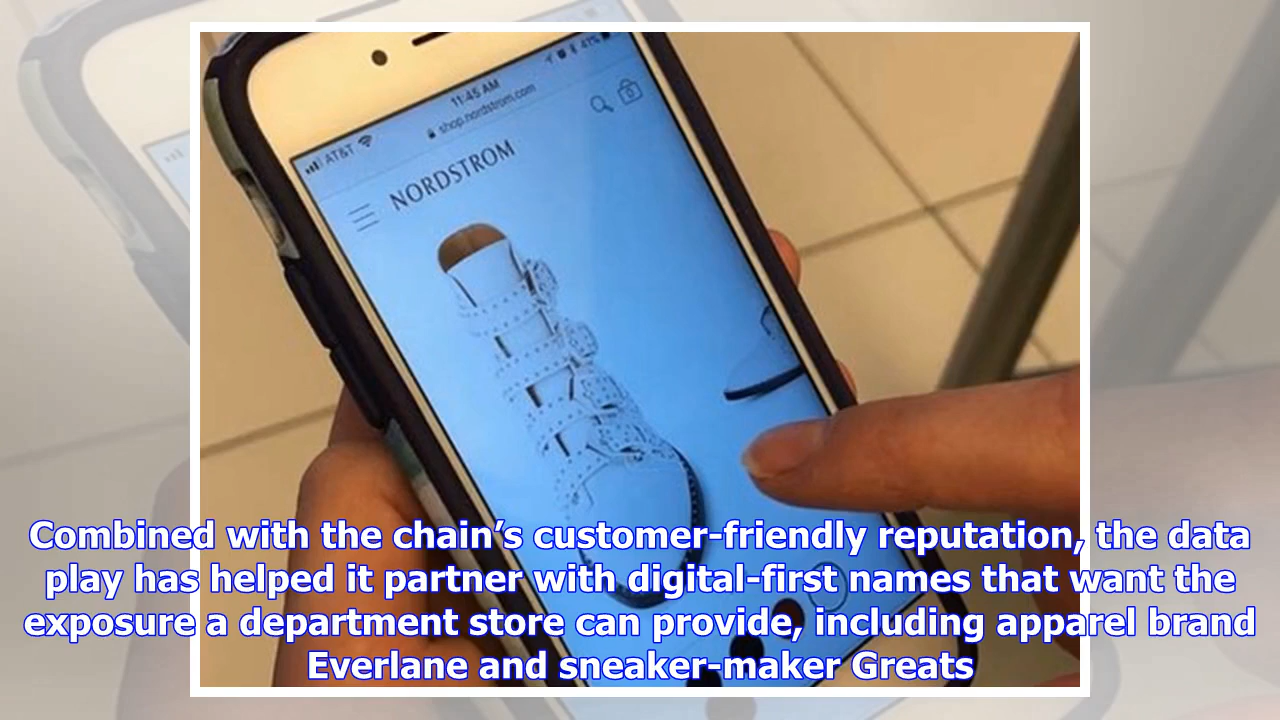 11:45 AM
41%
AT&T
shop.nordstrom.com
NORDSTROM
Combined with the chain’s customer-friendly reputation, the data
play has helped it partner with digital-first names that want the
exposure a department store can provide, including apparel brand
Everlane and sneaker-maker Greats